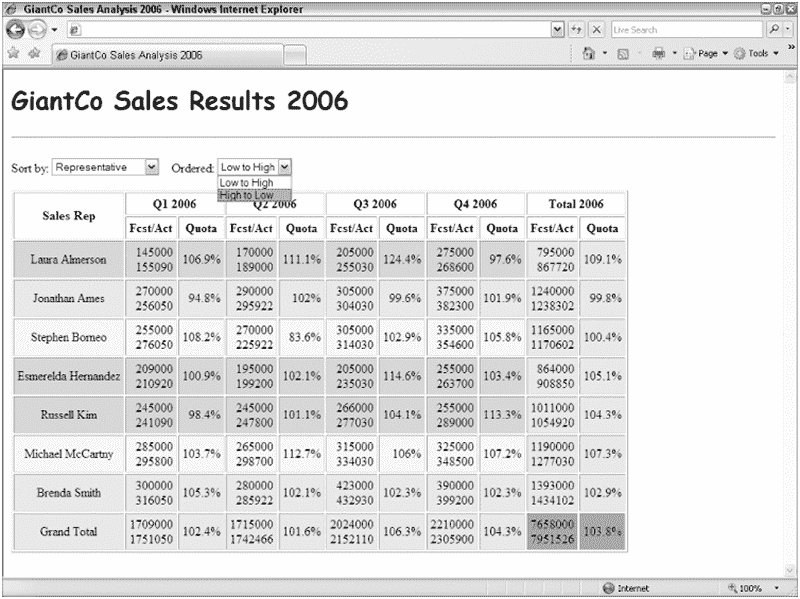 GiantCo Sales Analysis 2006 - Windows Internet Explorer
Live Search
GiantCo Sales Analysis 2006
Page Tools
GiantCo Sales Results 2006
Sort by: Representative Ordered: Low to High
Low to High
High to Low
Sales Rep Q1 2006 Q2 2006 Q3 2006 Q4 2006 Total 2006
Fcst/Act Quota Fcst/Act Quota Fcst/Act Quota Fcst/Act Quota Fcst/Act Quota
Laura Almerson 145000 155090 106.9% 170000 189000 111.1% 205000 255030 124.4% 275000 268600 97.6% 795000 867720 109.1%
Jonathan Ames 270000 256050 94.8% 290000 295922 102% 305000 304030 99.6% 375000 382300 101.9% 1240000 1238302 99.8%
Stephen Borneo 255000 276050 108.2% 270000 225922 83.6% 305000 314030 102.9% 335000 354600 105.8% 1165000 1170602 100.4%
Esmerelda Hernandez 209000 210920 100.9% 195000 199200 102.1% 205000 235030 114.6% 255000 263700 103.4% 864000 908850 105.1%
Russell Kim 245000 241090 98.4% 245000 247800 101.1% 266000 277030 104.1% 255000 289000 113.3% 1011000 1054920 104.3%
Michael McCartny 285000 295800 103.7% 265000 298700 112.7% 315000 334030 106% 325000 348500 107.2% 1190000 1277030 107.3%
Brenda Smith 300000 316050 105.3% 280000 285922 102.1% 423000 432930 102.3% 390000 399200 102.3% 1393000 1434102 102.9%
Grand Total 1709000 1751050 102.4% 1715000 1742466 101.6% 2024000 2152110 106.3% 2210000 2305900 104.3% 7658000 7951526 103.8%
Internet 100%